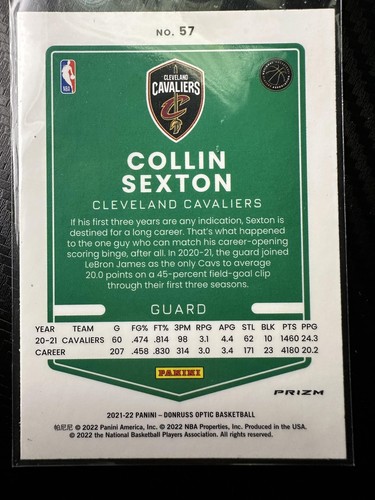 NO. 57
NBA
CLEVELAND
CAVALIERS
C
COLLIN
SEXTON
CLEVELAND CAVALIERS
If his first three years are any indication, Sexton is
destined for a long career. That's what happened
to the one guy who can match his career-opening
scoring binge, after all. In 2020-21, the guard joined
LeBron James as the only Cavs to average
20.0 points on a 45-percent field-goal clip
through their first three seasons.
GUARD
YEAR TEAM G FG% FT% 3PM RPG APG STL BLK PTS PPG
20-21 CAVALIERS 60 .474 .814 98 3.1 4.4 62 10 1460 24.3
CAREER 207 .458 .830 314 3.0 3.4 171 23 4180 20.2
PANINI
PRIZM
2021-22 PANINI – DONRUSS OPTIC BASKETBALL
帕尼尼 © 2022 Panini America, Inc. © 2022 NBA Properties, Inc. Produced in the USA.
© 2022 the National Basketball Players Association. All rights reserved.